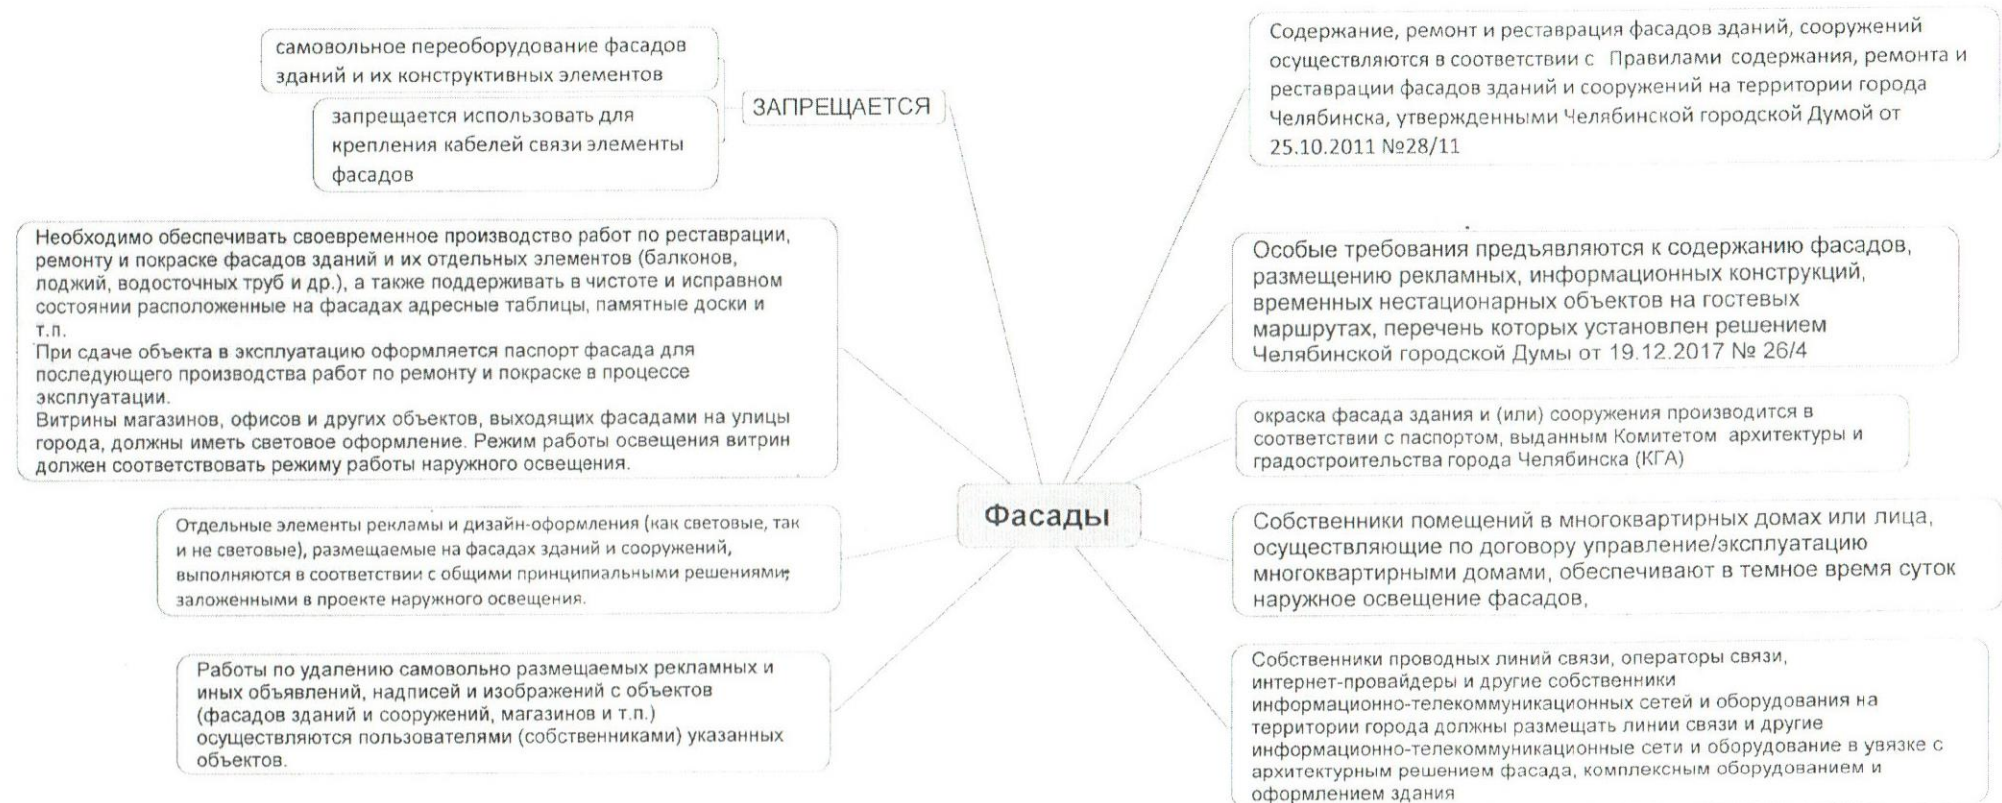 самовольное переоборудование фасадов
зданий и их конструктивных элементов
запрещается использовать для
крепления кабелей связи элементы
фасадов
ЗАПРЕЩАЕТСЯ
Необходимо обеспечивать своевременное производство работ по реставрации,
ремонту и покраске фасадов зданий и их отдельных элементов (балконов,
лоджий, водосточных труб и др.), а также поддерживать в чистоте и исправном
состоянии расположенные на фасадах адресные таблицы, памятные доски и
т.п.
При сдаче объекта в эксплуатацию оформляется паспорт фасада для
последующего производства работ по ремонту и покраске в процессе
эксплуатации.
Витрины магазинов, офисов и других объектов, выходящих фасадами на улицы
города, должны иметь световое оформление. Режим работы освещения витрин
должен соответствовать режиму работы наружного освещения.
Отдельные элементы рекламы и дизайн-оформления (как световые, так
и не световые), размещаемые на фасадах зданий и сооружений,
выполняются в соответствии с общими принципиальными решениями,
заложенными в проекте наружного освещения.
Работы по удалению самовольно размещаемых рекламных и
иных объявлений, надписей и изображений с объектов
(фасадов зданий и сооружений, магазинов и т.п.)
осуществляются пользователями (собственниками) указанных
объектов.
Фасады
Содержание, ремонт и реставрация фасадов зданий, сооружений
осуществляются в соответствии с Правилами содержания, ремонта и
реставрации фасадов зданий и сооружений на территории города
Челябинска, утвержденными Челябинской городской Думой от
25.10.2011 №28/11
Особые требования предъявляются к содержанию фасадов,
размещению рекламных, информационных конструкций,
временных нестационарных объектов на гостевых
маршрутах, перечень которых установлен решением
Челябинской городской Думы от 19.12.2017 № 26/4
окраска фасада здания и (или) сооружения производится в
соответствии с паспортом, выданным Комитетом архитектуры и
градостроительства города Челябинска (КГА)
Собственники помещений в многоквартирных домах или лица,
осуществляющие по договору управление/эксплуатацию
многоквартирными домами, обеспечивают в темное время суток
наружное освещение фасадов,
Собственники проводных линий связи, операторы связи,
интернет-провайдеры и другие собственники
информационно-телекоммуникационных сетей и оборудования на
территории города должны размещать линии связи и другие
информационно-телекоммуникационные сети и оборудование в увязке с
архитектурным решением фасада, комплексным оборудованием и
оформлением здания